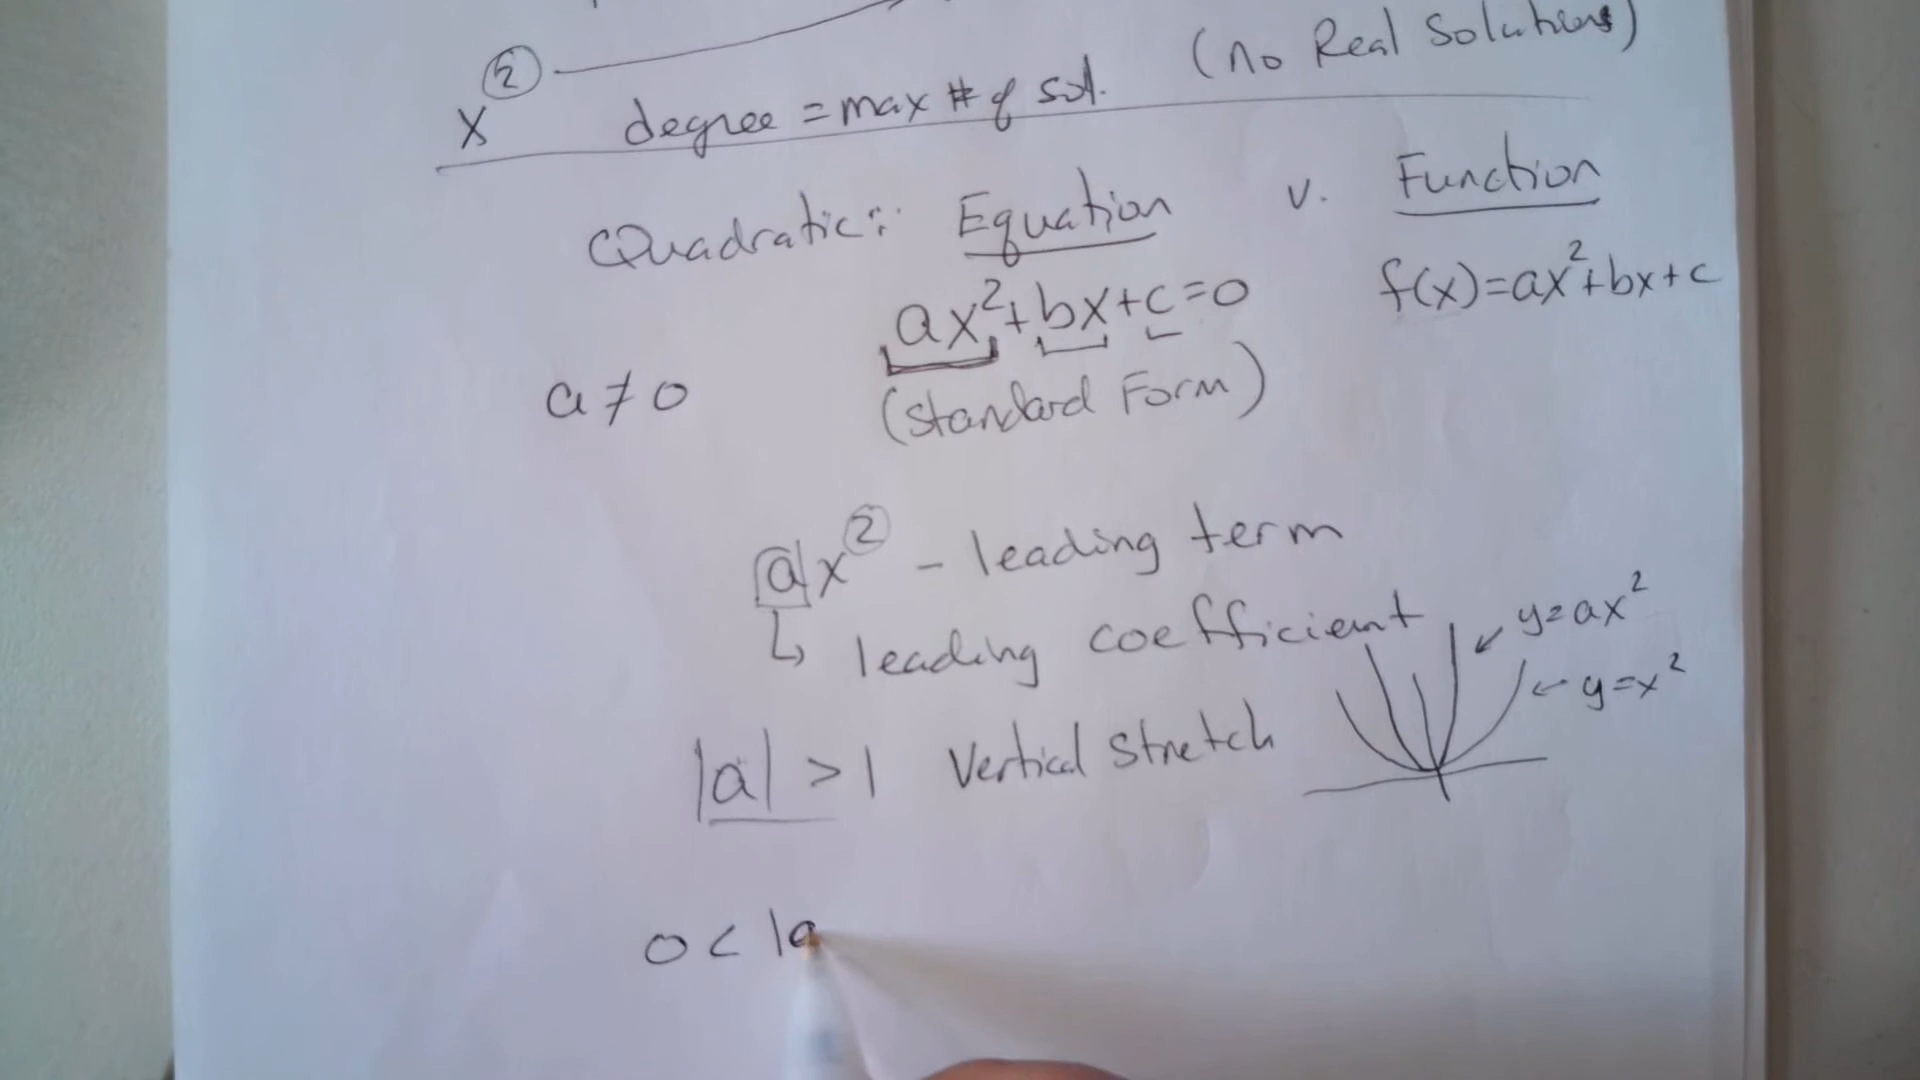 (no Real Solutions)
x² degree = max # of sol.
Quadratic: Equation v. Function
ax²+bx+c=0 f(x)=ax²+bx+c
a≠0 (Standard Form)
ax² - leading term
↳ leading coefficient
y=ax²
y=x²
|a| > 1 Vertical Stretch
0 < |a